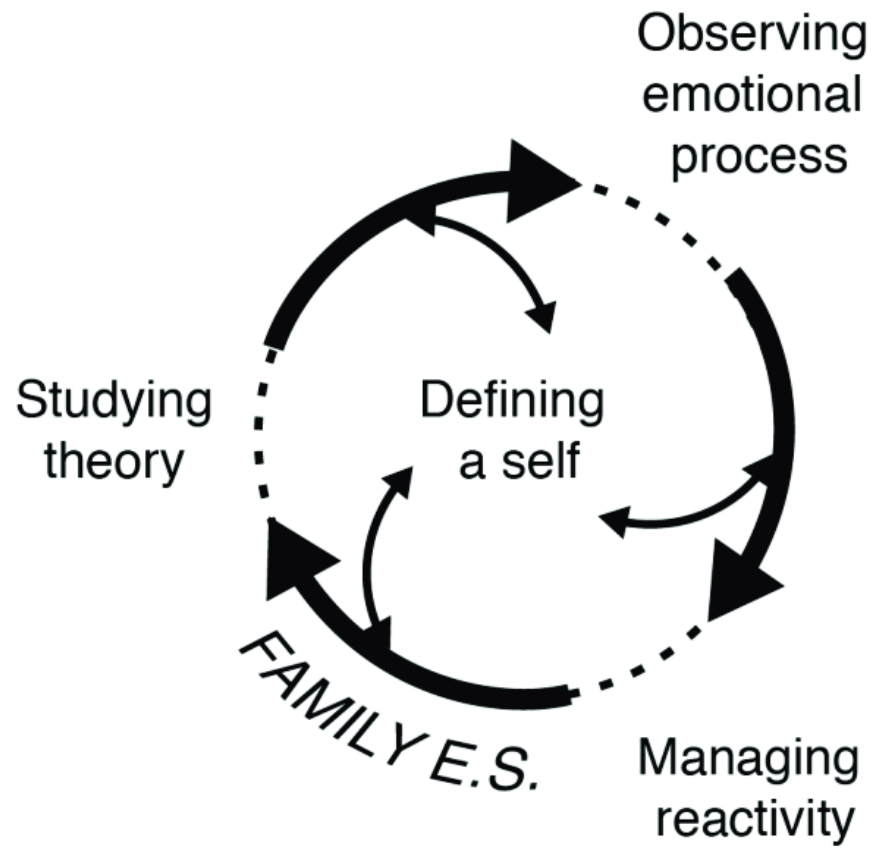 Observing
emotional
process
Studying
theory
Defining
a self
FAMILY E.S.
Managing
reactivity